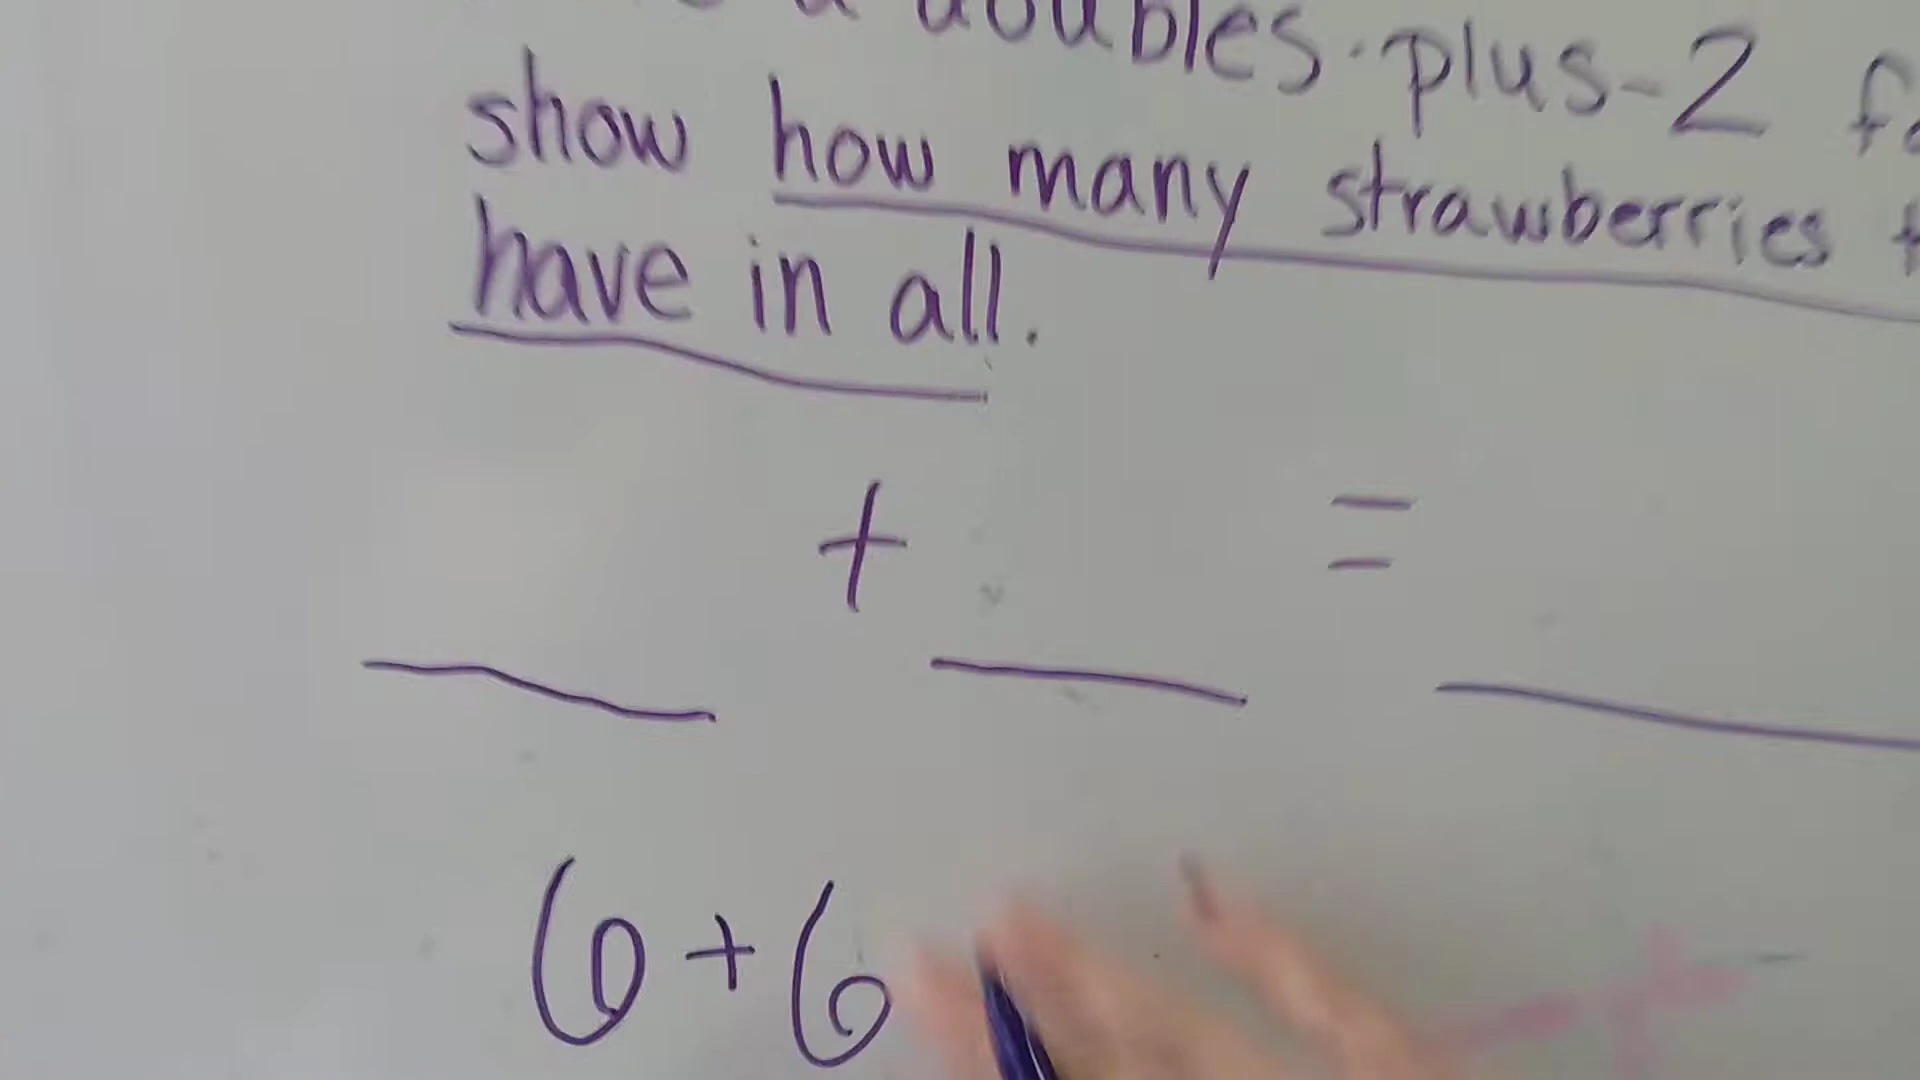 doubles-plus-2
show how many strawberries
have in all.
+ =
6+6